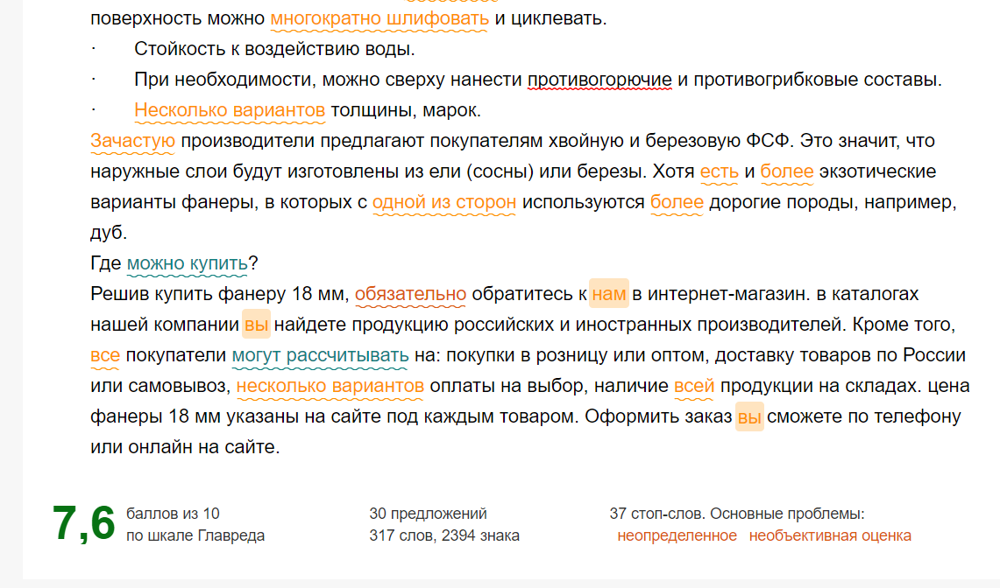 поверхность можно многократно шлифовать и циклевать.
· Стойкость к воздействию воды.
· При необходимости, можно сверху нанести противогорючие и противогрибковые составы.
· Несколько вариантов толщины, марок.
Зачастую производители предлагают покупателям хвойную и березовую ФСФ. Это значит, что
наружные слои будут изготовлены из ели (сосны) или березы. Хотя есть и более экзотические
варианты фанеры, в которых с одной из сторон используются более дорогие породы, например,
дуб.
Где можно купить?
Решив купить фанеру 18 мм, обязательно обратитесь к нам в интернет-магазин. в каталогах
нашей компании вы найдете продукцию российских и иностранных производителей. Кроме того,
все покупатели могут рассчитывать на: покупки в розницу или оптом, доставку товаров по России
или самовывоз, несколько вариантов оплаты на выбор, наличие всей продукции на складах. цена
фанеры 18 мм указаны на сайте под каждым товаром. Оформить заказ вы сможете по телефону
или онлайн на сайте.
7,6 баллов из 10 30 предложений 37 стоп-слов. Основные проблемы:
по шкале Главреда 317 слов, 2394 знака неопределенное необъективная оценка